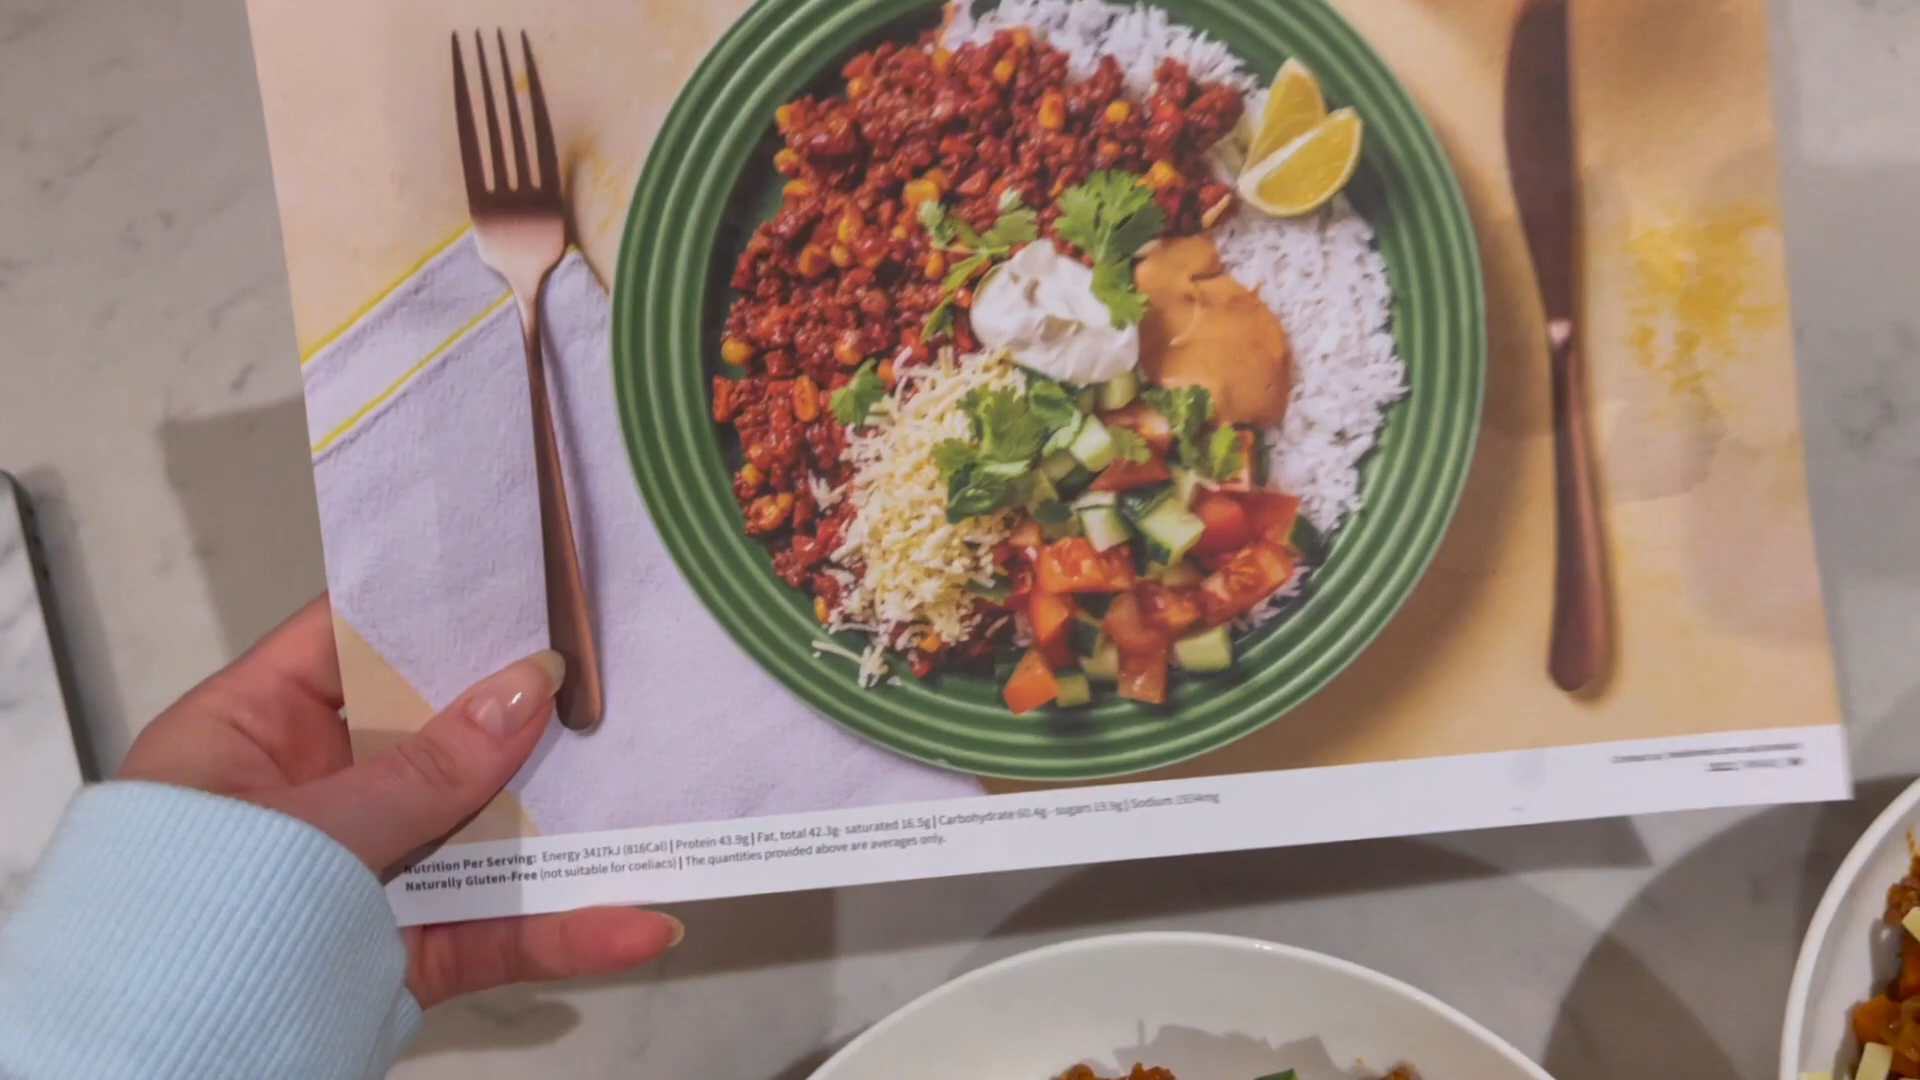 Nutrition Per Serving: Energy 3417kJ (816Cal) | Protein 43.9g | Fat, total 42.3g- saturated 16.5g | Carbohydrate 60.4g - sugars 13.9g | Sodium
Naturally Gluten-Free (not suitable for coeliacs) | The quantities provided above are averages only.